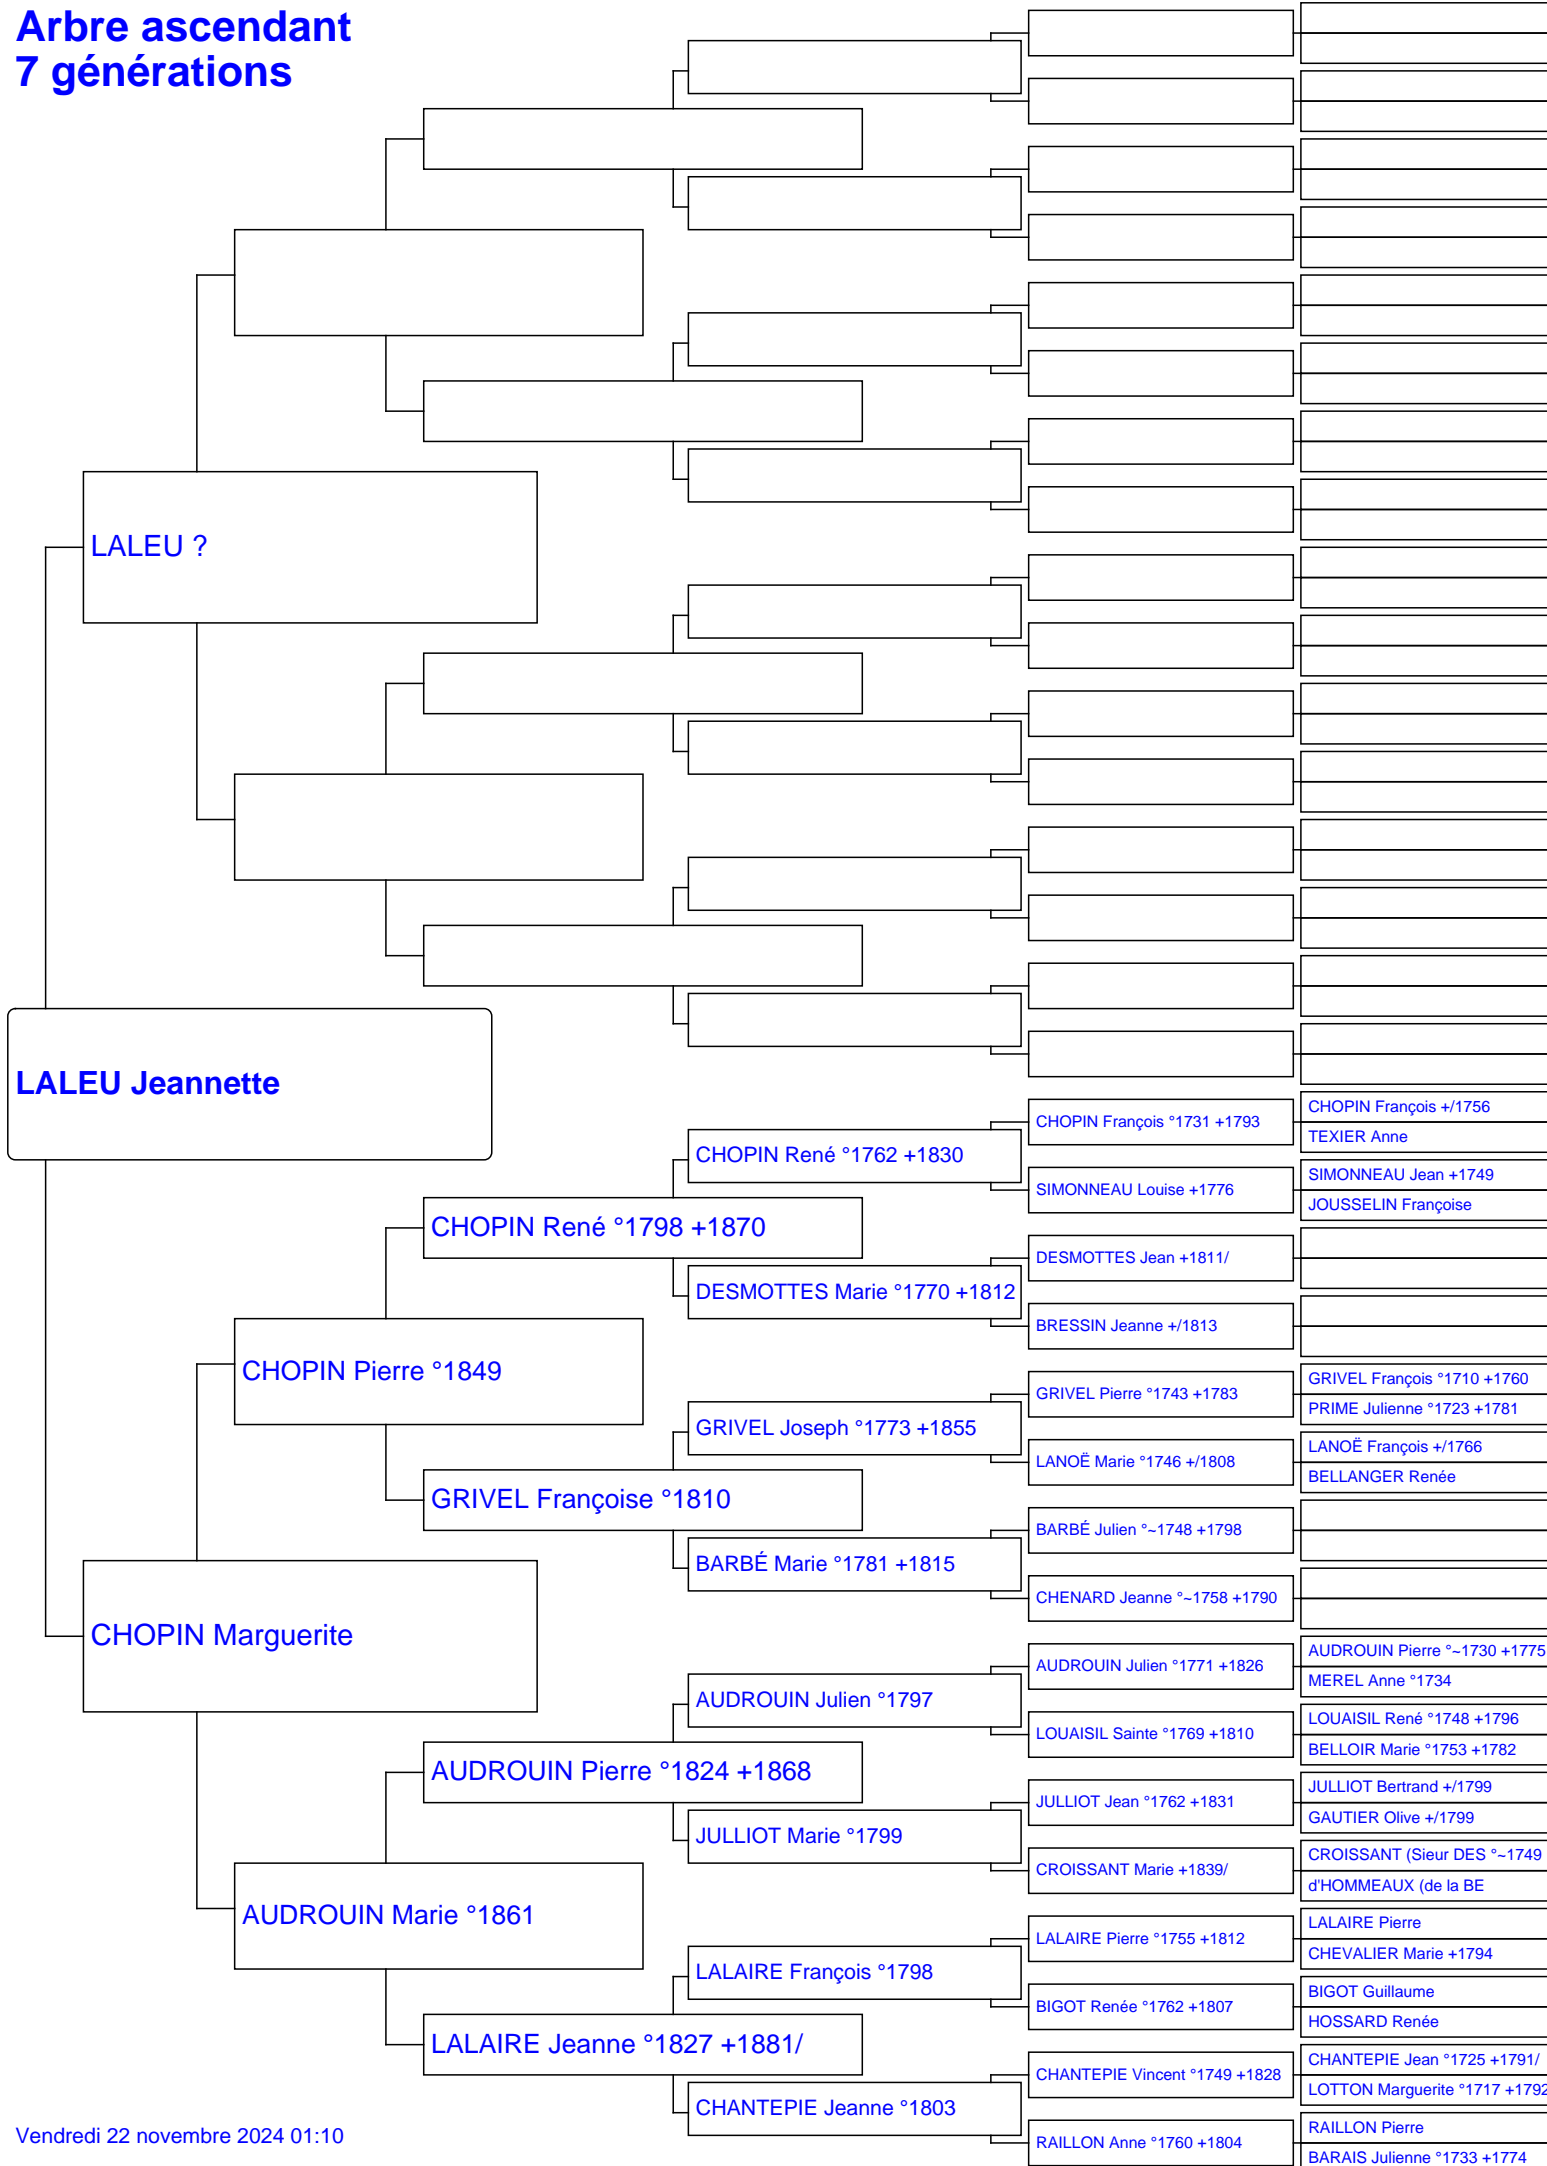 Arbre ascendant
7 générations
LALEU ?
LALEU Jeannette
CHOPIN François °1731 +1793
CHOPIN François +/1756
TEXIER Anne
CHOPIN René °1762 +1830
SIMONNEAU Louise +1776
SIMONNEAU Jean +1749
JOUSSELIN Françoise
CHOPIN René °1798 +1870
DESMOTTES Jean +1811/
DESMOTTES Marie °1770 +1812
BRESSIN Jeanne +/1813
CHOPIN Pierre °1849
GRIVEL Pierre °1743 +1783
GRIVEL François °1710 +1760
PRIME Julienne °1723 +1781
GRIVEL Joseph °1773 +1855
LANOË Marie °1746 +/1808
LANOË François +/1766
BELLANGER Renée
GRIVEL Françoise °1810
BARBÉ Julien °~1748 +1798
BARBÉ Marie °1781 +1815
CHENARD Jeanne °~1758 +1790
CHOPIN Marguerite
AUDROUIN Julien °1771 +1826
AUDROUIN Pierre °~1730 +1775
MEREL Anne °1734
AUDROUIN Julien °1797
LOUAISIL Sainte °1769 +1810
LOUAISIL René °1748 +1796
BELLOIR Marie °1753 +1782
AUDROUIN Pierre °1824 +1868
JULLIOT Jean °1762 +1831
JULLIOT Bertrand +/1799
GAUTIER Olive +/1799
JULLIOT Marie °1799
CROISSANT Marie +1839/
CROISSANT (Sieur DES °~1749
d'HOMMEAUX (de la BE
AUDROUIN Marie °1861
LALAIRE Pierre °1755 +1812
LALAIRE Pierre
CHEVALIER Marie +1794
LALAIRE François °1798
BIGOT Renée °1762 +1807
BIGOT Guillaume
HOSSARD Renée
LALAIRE Jeanne °1827 +1881/
CHANTEPIE Vincent °1749 +1828
CHANTEPIE Jean °1725 +1791/
LOTTON Marguerite °1717 +1792
CHANTEPIE Jeanne °1803
RAILLON Anne °1760 +1804
RAILLON Pierre
BARAIS Julienne °1733 +1774
Vendredi 22 novembre 2024 01:10